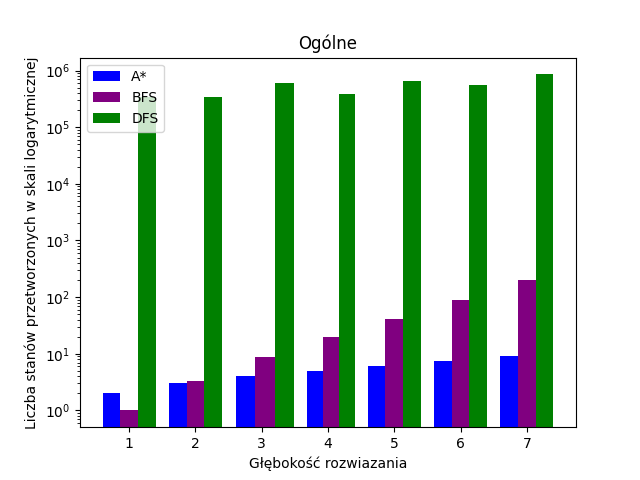 Ogólne
A*
BFS
DFS
Liczba stanów przetworzonych w skali logarytmicznej
10⁶
10⁵
10⁴
10³
10²
10¹
10⁰
1 2 3 4 5 6 7
Głębokość rozwiazania